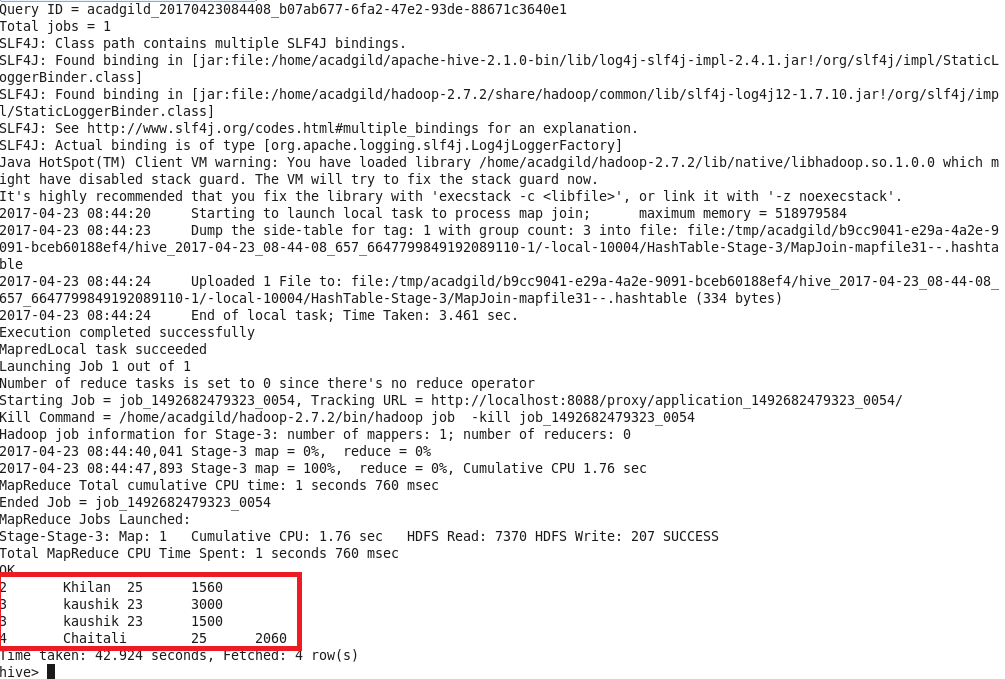 Query ID = acadgild_20170423084408_b07ab677-6fa2-47e2-93de-88671c3640e1
Total jobs = 1
SLF4J: Class path contains multiple SLF4J bindings.
SLF4J: Found binding in [jar:file:/home/acadgild/apache-hive-2.1.0-bin/lib/log4j-slf4j-impl-2.4.1.jar!/org/slf4j/impl/StaticL
oggerBinder.class]
SLF4J: Found binding in [jar:file:/home/acadgild/hadoop-2.7.2/share/hadoop/common/lib/slf4j-log4j12-1.7.10.jar!/org/slf4j/imp
l/StaticLoggerBinder.class]
SLF4J: See http://www.slf4j.org/codes.html#multiple_bindings for an explanation.
SLF4J: Actual binding is of type [org.apache.logging.slf4j.Log4jLoggerFactory]
Java HotSpot(TM) Client VM warning: You have loaded library /home/acadgild/hadoop-2.7.2/lib/native/libhadoop.so.1.0.0 which m
ight have disabled stack guard. The VM will try to fix the stack guard now.
It's highly recommended that you fix the library with 'execstack -c <libfile>', or link it with '-z noexecstack'.
2017-04-23 08:44:20     Starting to launch local task to process map join;      maximum memory = 518979584
2017-04-23 08:44:23     Dump the side-table for tag: 1 with group count: 3 into file: file:/tmp/acadgild/b9cc9041-e29a-4a2e-9
091-bceb60188ef4/hive_2017-04-23_08-44-08_657_6647799849192089110-1/-local-10004/HashTable-Stage-3/MapJoin-mapfile31--.hashta
ble
2017-04-23 08:44:24     Uploaded 1 File to: file:/tmp/acadgild/b9cc9041-e29a-4a2e-9091-bceb60188ef4/hive_2017-04-23_08-44-08_
657_6647799849192089110-1/-local-10004/HashTable-Stage-3/MapJoin-mapfile31--.hashtable (334 bytes)
2017-04-23 08:44:24     End of local task; Time Taken: 3.461 sec.
Execution completed successfully
MapredLocal task succeeded
Launching Job 1 out of 1
Number of reduce tasks is set to 0 since there's no reduce operator
Starting Job = job_1492682479323_0054, Tracking URL = http://localhost:8088/proxy/application_1492682479323_0054/
Kill Command = /home/acadgild/hadoop-2.7.2/bin/hadoop job  -kill job_1492682479323_0054
Hadoop job information for Stage-3: number of mappers: 1; number of reducers: 0
2017-04-23 08:44:40,041 Stage-3 map = 0%,  reduce = 0%
2017-04-23 08:44:47,893 Stage-3 map = 100%,  reduce = 0%, Cumulative CPU 1.76 sec
MapReduce Total cumulative CPU time: 1 seconds 760 msec
Ended Job = job_1492682479323_0054
MapReduce Jobs Launched:
Stage-Stage-3: Map: 1   Cumulative CPU: 1.76 sec   HDFS Read: 7370 HDFS Write: 207 SUCCESS
Total MapReduce CPU Time Spent: 1 seconds 760 msec
OK
2       Khilan  25      1560
3       kaushik 23      3000
3       kaushik 23      1500
4       Chaitali        25      2060
Time taken: 42.924 seconds, Fetched: 4 row(s)
hive>